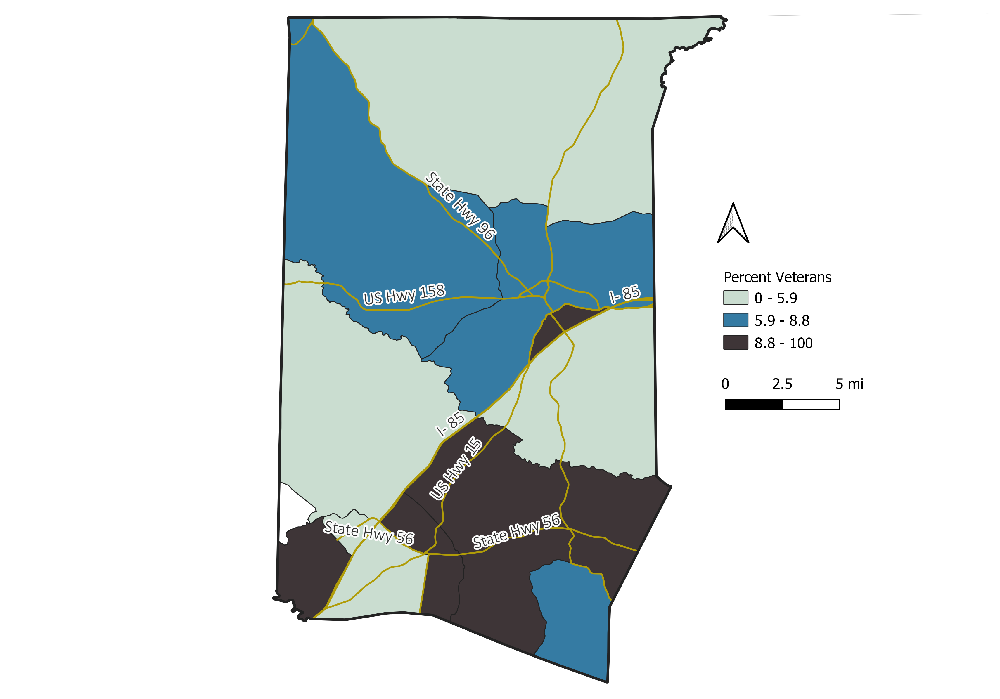 State Hwy 96
US Hwy 158
I- 85
I- 85
US Hwy 15
State Hwy 56
State Hwy 56
Percent Veterans
0 - 5.9
5.9 - 8.8
8.8 - 100
0 2.5 5 mi